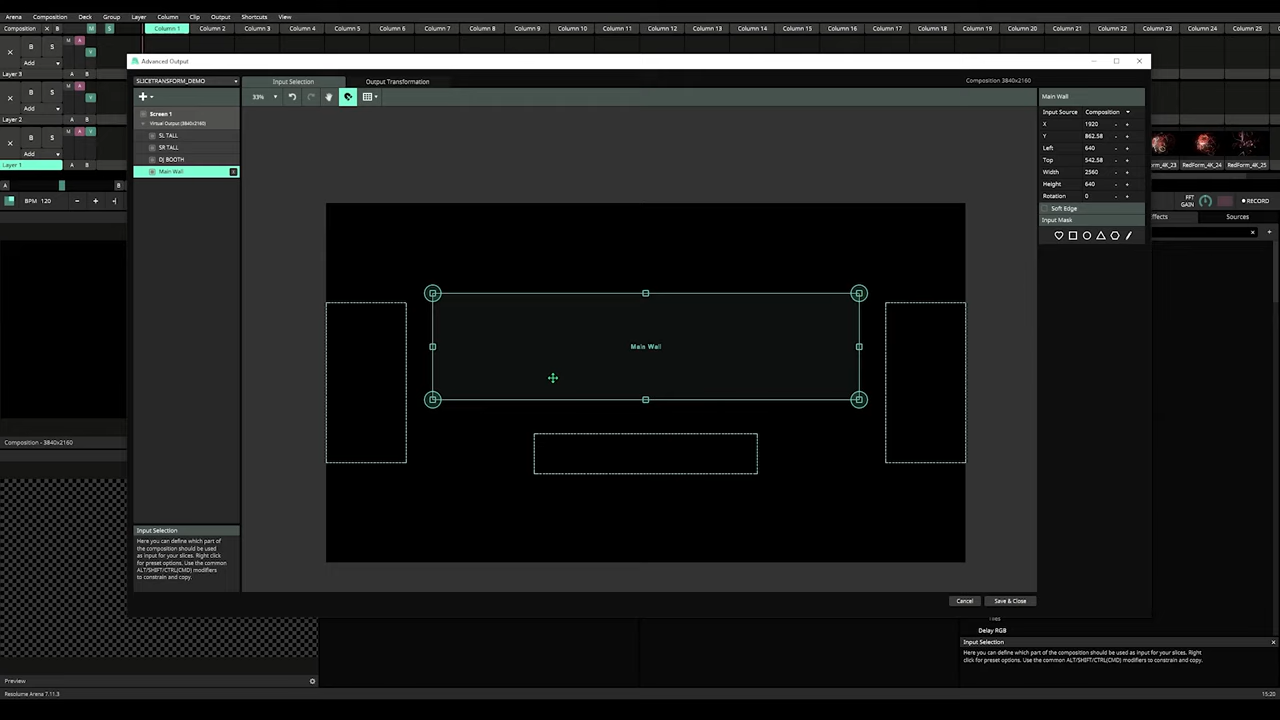 Arena Composition Deck Group Layer Column Clip Output Shortcuts View
Composition X B M S Column 1 Column 2 Column 3 Column 4 Column 5 Column 6 Column 7 Column 8 Column 9 Column 10 Column 11 Column 12 Column 13 Column 14 Column 15 Column 16 Column 17 Column 18 Column 19 Column 20 Column 21 Column 22 Column 23 Column 24 Column 25
B S M A
V
Add
Layer 3 A B
B S M A
V
Add
Layer 2 A B
B S M A
V
Add
Layer 1 A B
A B
BPM 120 - +
Advanced Output
SLICETRANSFORM_DEMO
Input Selection Output Transformation Composition 3840x2160
33%
Screen 1
Virtual Output (3840x2160)
SL TALL
SR TALL
DJ BOOTH
Main Wall
Main Wall
Main Wall
Input Source Composition
X 1920 - +
Y 862.58 - +
Left 640 - +
Top 542.58 - +
Width 2560 - +
Height 640 - +
Rotation 0 - +
Soft Edge
Input Mask
RedForm_4K_24 RedForm_4K_25
FFT
GAIN
RECORD
Sources
Composition - 3840x2160
Input Selection
Here you can define which part of
the composition should be used
as input for your slices. Right click
for preset options. Use the common
ALT/SHIFT/CTRL(CMD) modifiers
to constrain and copy.
Cancel Save & Close
Delay RGB
Input Selection
Here you can define which part of the composition should be used as input for your slices. Right
click for preset options. Use the common ALT/SHIFT/CTRL(CMD) modifiers to constrain and copy.
Preview
Resolume Arena 7.11.3 15:20